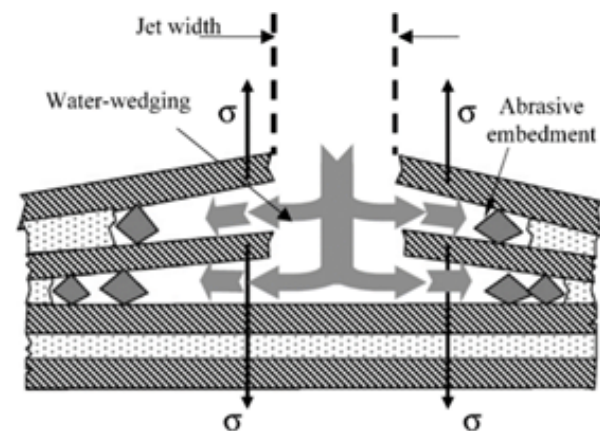 Jet width
Water-wedging
σ
σ
Abrasive
embedment
σ
σ